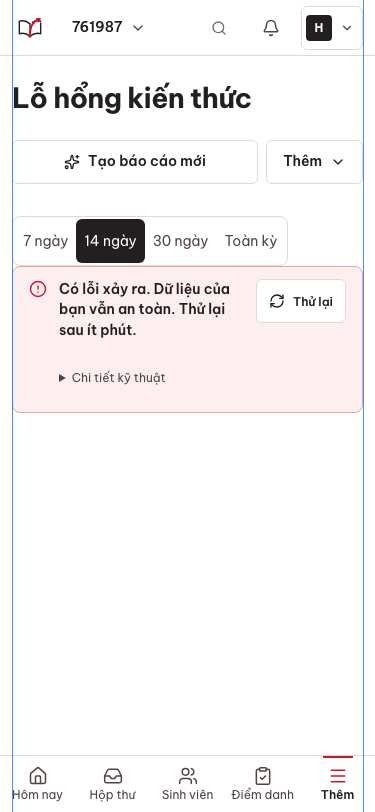 761987
H
Lỗ hổng kiến thức
Tạo báo cáo mới
Thêm
7 ngày
14 ngày
30 ngày
Toàn kỳ
Có lỗi xảy ra. Dữ liệu của
bạn vẫn an toàn. Thử lại
sau ít phút.
Thử lại
Chi tiết kỹ thuật
Hôm nay
Hộp thư
Sinh viên
Điểm danh
Thêm